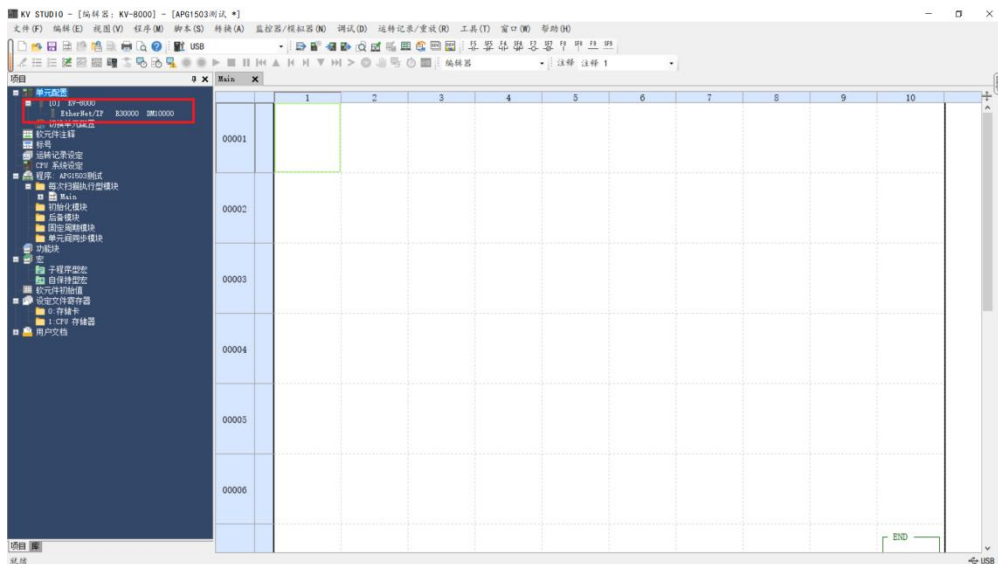 KV STUDIO - [编辑器: KV-8000] - [APG1503测试 *]
文件(F) 编辑(E) 视图(V) 程序(M) 脚本(S) 转换(A) 监控器/模拟器(N) 调试(D) 运转记录/重放(R) 工具(T) 窗口(W) 帮助(H)
USB
编辑器 注释 注释 1
项目 Main
单元配置
[0] KV-8000
EtherNet/IP R30000 DM10000
切换单元配置
软元件注释
标号
运转记录设定
CPU 系统设定
程序: APG1503测试
每次扫描执行型模块
Main
初始化模块
后备模块
固定周期模块
单元间同步模块
功能块
宏
子程序型宏
自保持型宏
软元件初始值
设定文件寄存器
0:存储卡
1:CPU 存储器
用户文档
1 2 3 4 5 6 7 8 9 10
00001
00002
00003
00004
00005
00006
END
项目 库
就绪 USB